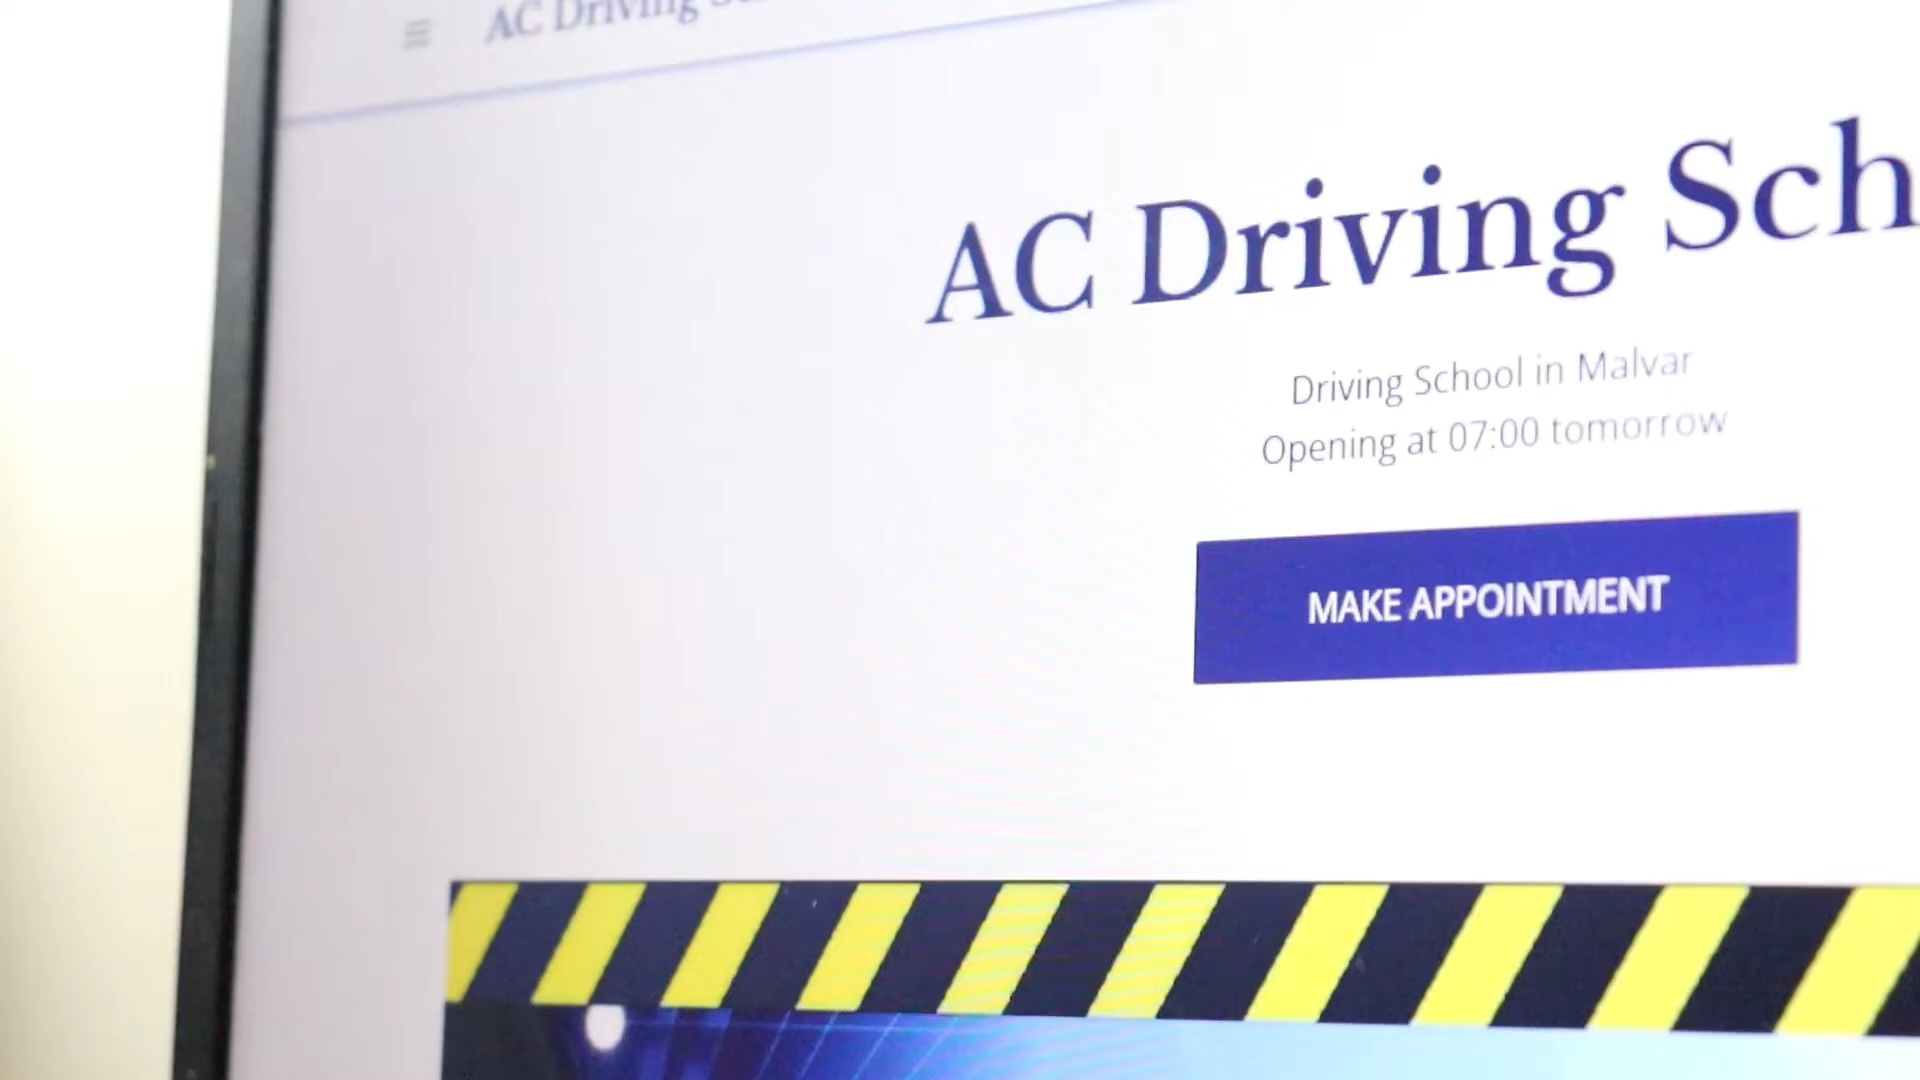 AC Driving
AC Driving Sch
Driving School in Malvar
Opening at 07:00 tomorrow
MAKE APPOINTMENT